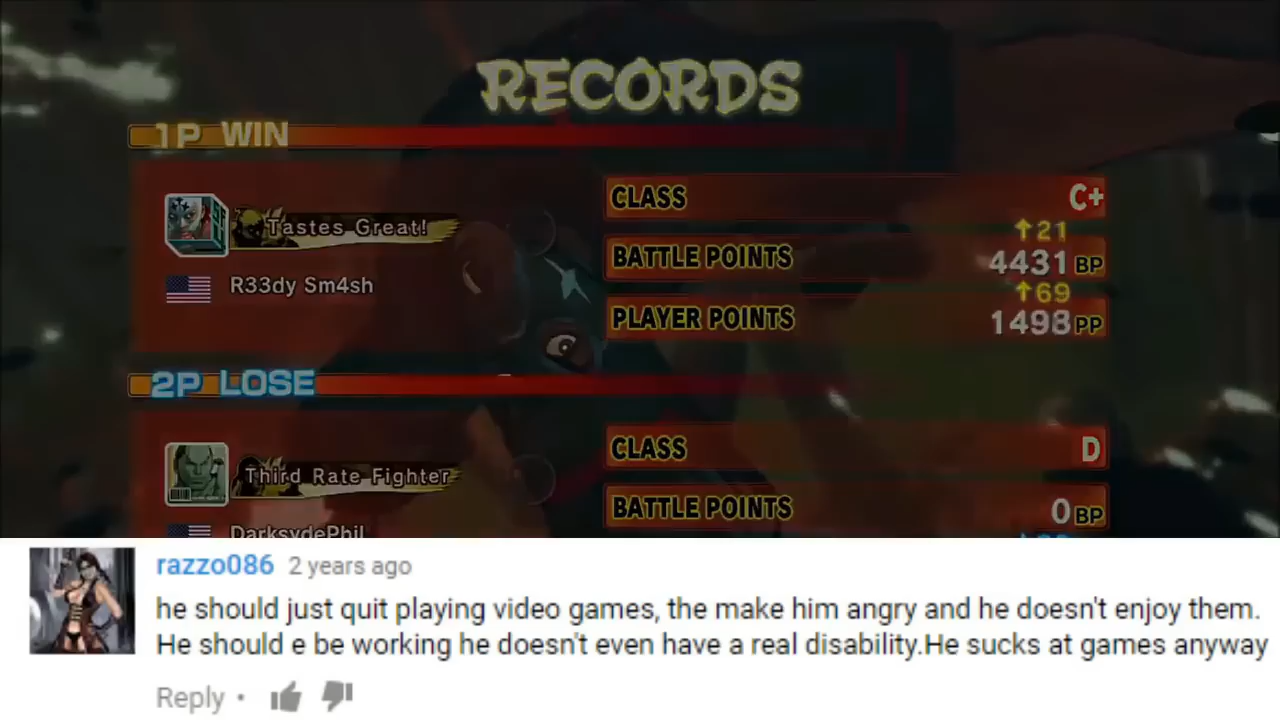 RECORDS
1P WIN
Tastes Great!
R33dy Sm4sh
CLASS C+
↑21
BATTLE POINTS 4431 BP
↑69
PLAYER POINTS 1498 PP
2P LOSE
Third Rate Fighter
DarksydePhil
CLASS D
BATTLE POINTS 0 BP
razzo086 2 years ago
he should just quit playing video games, the make him angry and he doesn't enjoy them.
He should e be working he doesn't even have a real disability.He sucks at games anyway
Reply •